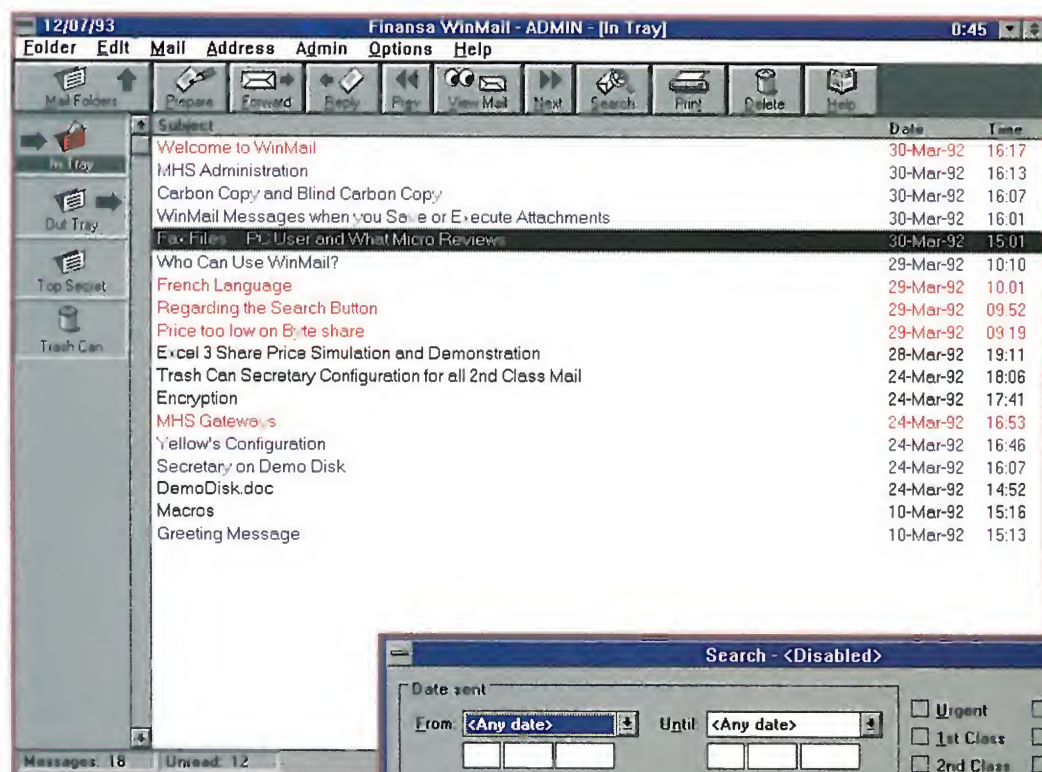 12/07/93 Finansa WinMail - ADMIN - [In Tray] 0:45
Folder Edit Mail Address Admin Options Help
Mail Folders Prepare Forward Reply Prev View Mail Next Search Print Delete Help
Subject Date Time
In Tray
Out Tray
Top Secret
Trash Can
Welcome to WinMail 30-Mar-92 16:17
MHS Administration 30-Mar-92 16:13
Carbon Copy and Blind Carbon Copy 30-Mar-92 16:07
WinMail Messages when you Save or Execute Attachments 30-Mar-92 16:01
Fax Files PC User and What Micro Reviews 30-Mar-92 15:01
Who Can Use WinMail? 29-Mar-92 10:10
French Language 29-Mar-92 10:01
Regarding the Search Button 29-Mar-92 09:52
Price too low on Byte share 29-Mar-92 09:19
Excel 3 Share Price Simulation and Demonstration 28-Mar-92 19:11
Trash Can Secretary Configuration for all 2nd Class Mail 24-Mar-92 18:06
Encryption 24-Mar-92 17:41
MHS Gateways 24-Mar-92 16:53
Yellow's Configuration 24-Mar-92 16:46
Secretary on Demo Disk 24-Mar-92 16:07
DemoDisk.doc 24-Mar-92 14:52
Macros 10-Mar-92 15:16
Greeting Message 10-Mar-92 15:13
Messages: 18 Unread: 12
Search - <Disabled>
Date sent
From: <Any date> Until: <Any date>
Urgent
1st Class
2nd Class